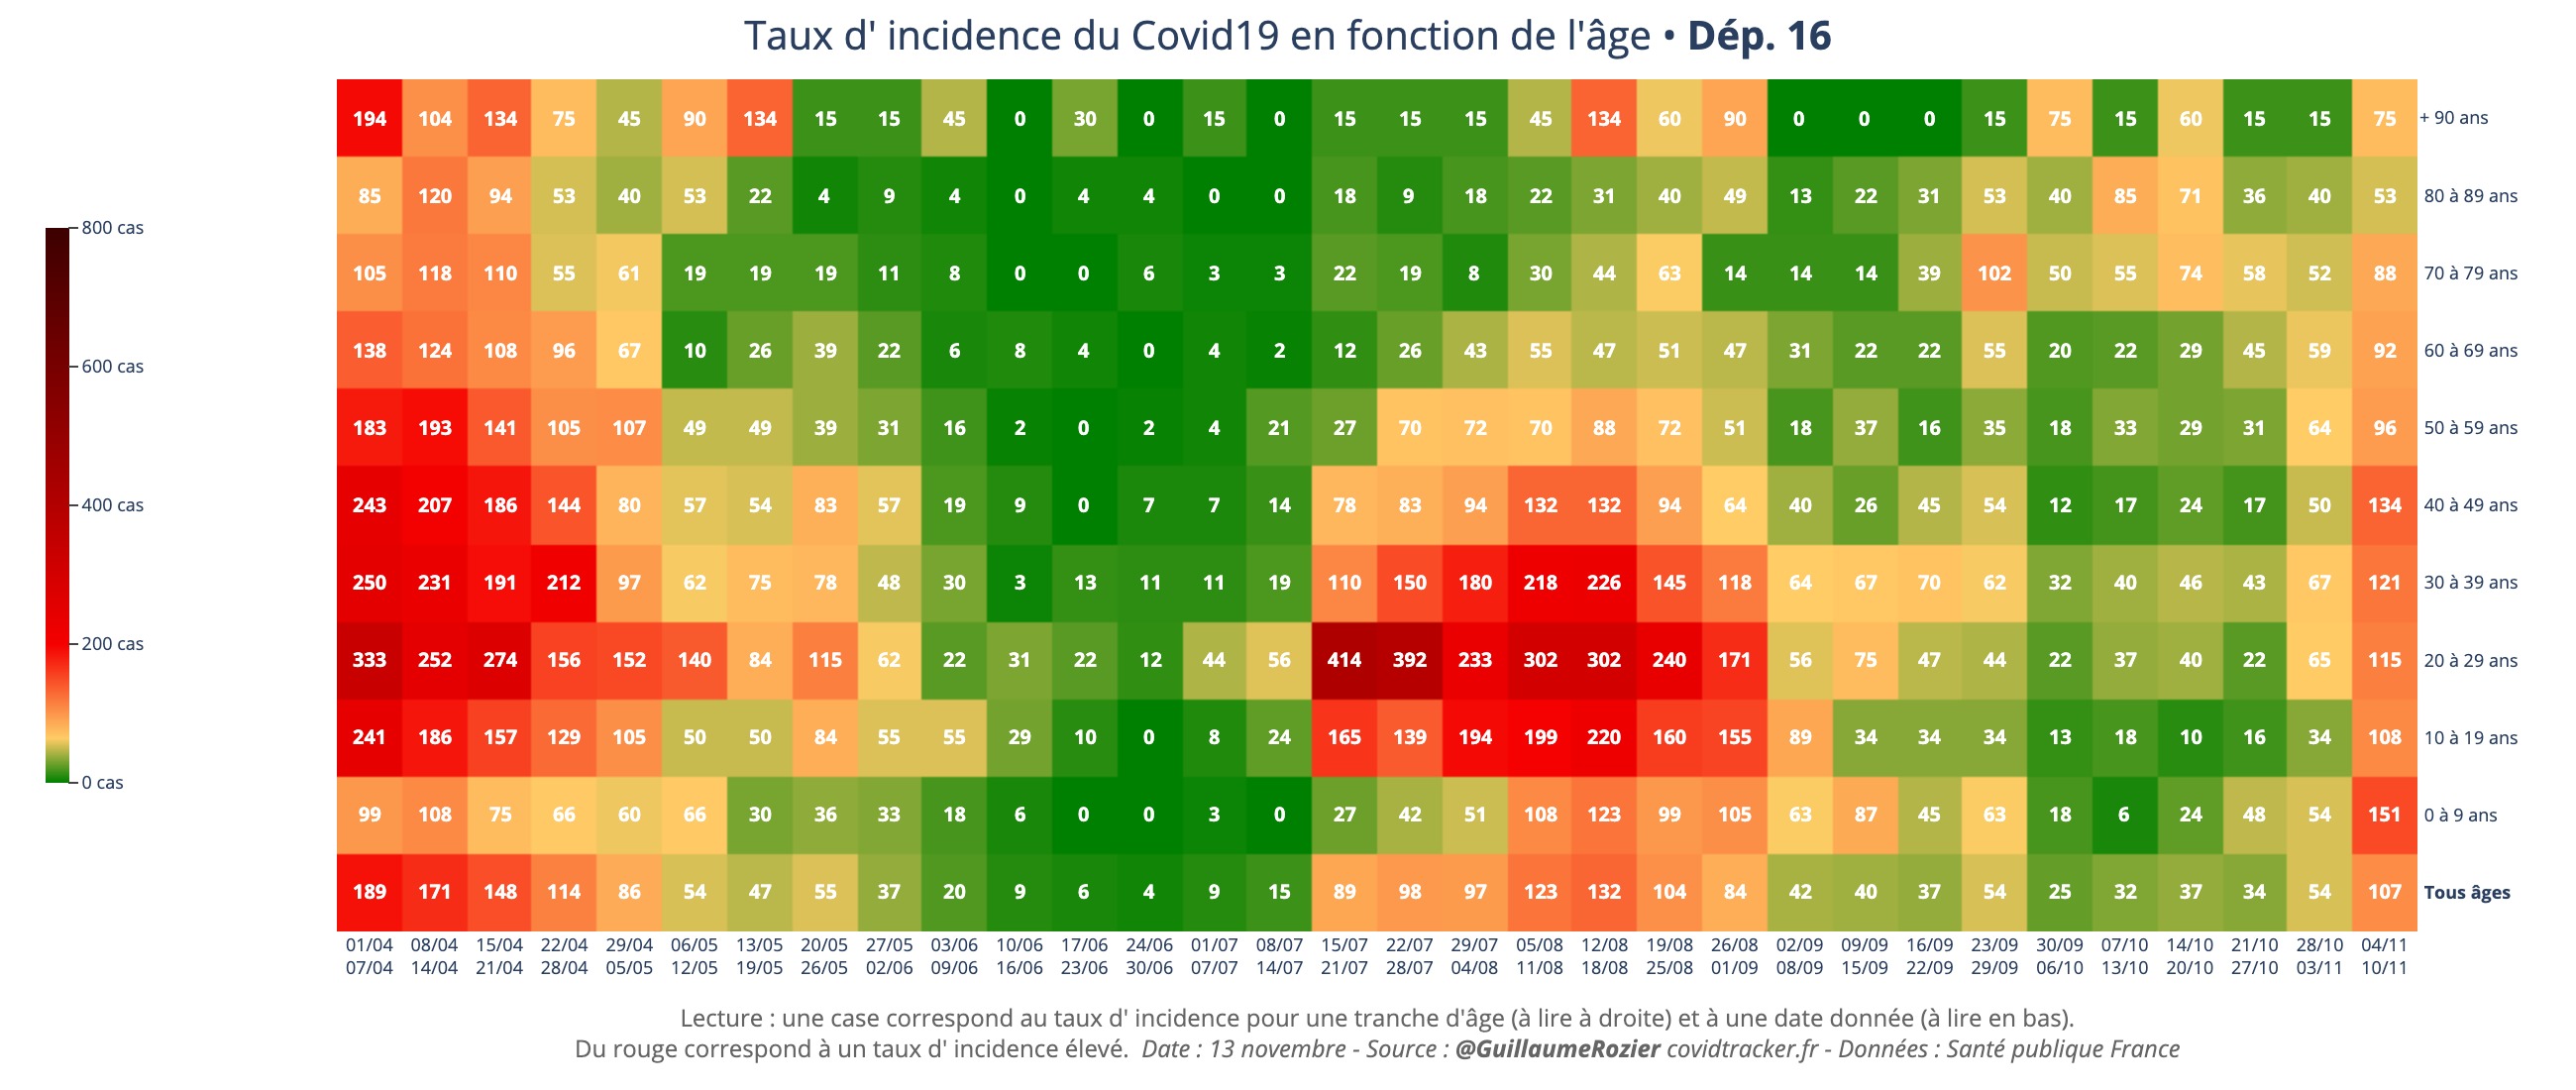 Taux d' incidence du Covid19 en fonction de l'âge • Dép. 16
800 cas
600 cas
400 cas
200 cas
0 cas
194 104 134 75 45 90 134 15 15 45 0 30 0 15 0 15 15 15 45 134 60 90 0 0 0 15 75 15 60 15 15 75 + 90 ans
85 120 94 53 40 53 22 4 9 4 0 4 4 0 0 18 9 18 22 31 40 49 13 22 31 53 40 85 71 36 40 53 80 à 89 ans
105 118 110 55 61 19 19 19 11 8 0 0 6 3 3 22 19 8 30 44 63 14 14 14 39 102 50 55 74 58 52 88 70 à 79 ans
138 124 108 96 67 10 26 39 22 6 8 4 0 4 2 12 26 43 55 47 51 47 31 22 22 55 20 22 29 45 59 92 60 à 69 ans
183 193 141 105 107 49 49 39 31 16 2 0 2 4 21 27 70 72 70 88 72 51 18 37 16 35 18 33 29 31 64 96 50 à 59 ans
243 207 186 144 80 57 54 83 57 19 9 0 7 7 14 78 83 94 132 132 94 64 40 26 45 54 12 17 24 17 50 134 40 à 49 ans
250 231 191 212 97 62 75 78 48 30 3 13 11 11 19 110 150 180 218 226 145 118 64 67 70 62 32 40 46 43 67 121 30 à 39 ans
333 252 274 156 152 140 84 115 62 22 31 22 12 44 56 414 392 233 302 302 240 171 56 75 47 44 22 37 40 22 65 115 20 à 29 ans
241 186 157 129 105 50 50 84 55 55 29 10 0 8 24 165 139 194 199 220 160 155 89 34 34 34 13 18 10 16 34 108 10 à 19 ans
99 108 75 66 60 66 30 36 33 18 6 0 0 3 0 27 42 51 108 123 99 105 63 87 45 63 18 6 24 48 54 151 0 à 9 ans
189 171 148 114 86 54 47 55 37 20 9 6 4 9 15 89 98 97 123 132 104 84 42 40 37 54 25 32 37 34 54 107 Tous âges
01/04 08/04 15/04 22/04 29/04 06/05 13/05 20/05 27/05 03/06 10/06 17/06 24/06 01/07 08/07 15/07 22/07 29/07 05/08 12/08 19/08 26/08 02/09 09/09 16/09 23/09 30/09 07/10 14/10 21/10 28/10 04/11
07/04 14/04 21/04 28/04 05/05 12/05 19/05 26/05 02/06 09/06 16/06 23/06 30/06 07/07 14/07 21/07 28/07 04/08 11/08 18/08 25/08 01/09 08/09 15/09 22/09 29/09 06/10 13/10 20/10 27/10 03/11 10/11
Lecture : une case correspond au taux d' incidence pour une tranche d'âge (à lire à droite) et à une date donnée (à lire en bas).
Du rouge correspond à un taux d' incidence élevé. Date : 13 novembre - Source : @GuillaumeRozier covidtracker.fr - Données : Santé publique France